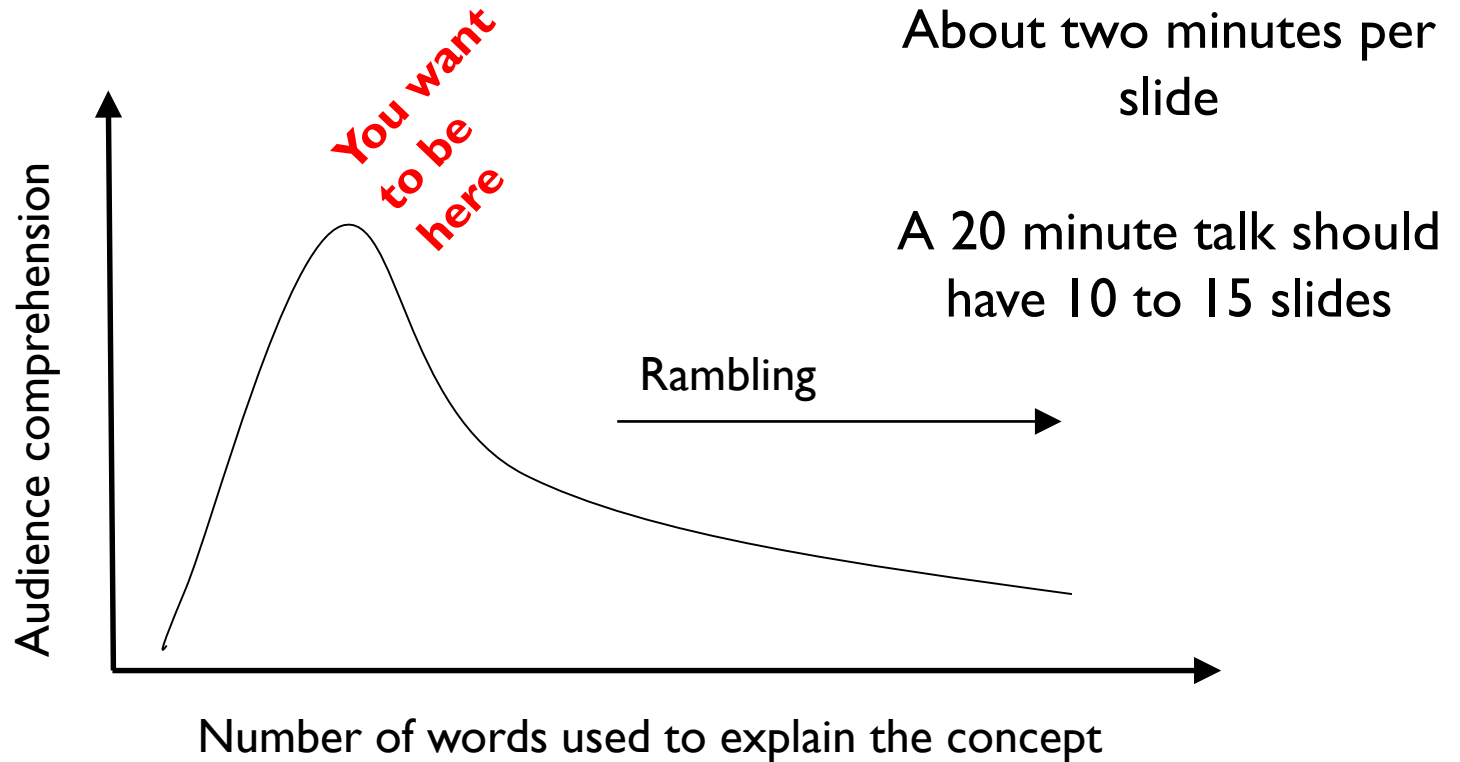 You want
to be
here
About two minutes per
slide
A 20 minute talk should
have 10 to 15 slides
Rambling
Audience comprehension
Number of words used to explain the concept